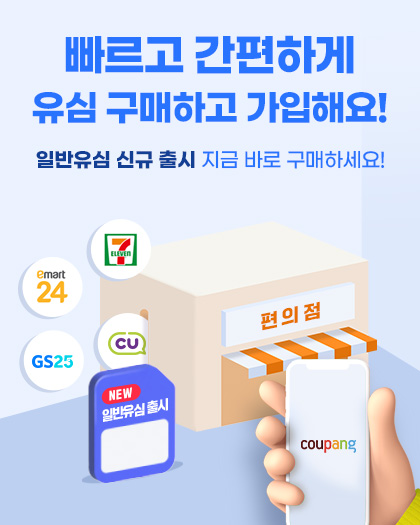 빠르고 간편하게
유심 구매하고 가입해요!
일반유심 신규 출시 지금 바로 구매하세요!
7
ELEVEN
emart
24
편의점
GS25
CU
NEW
일반유심 출시
coupang